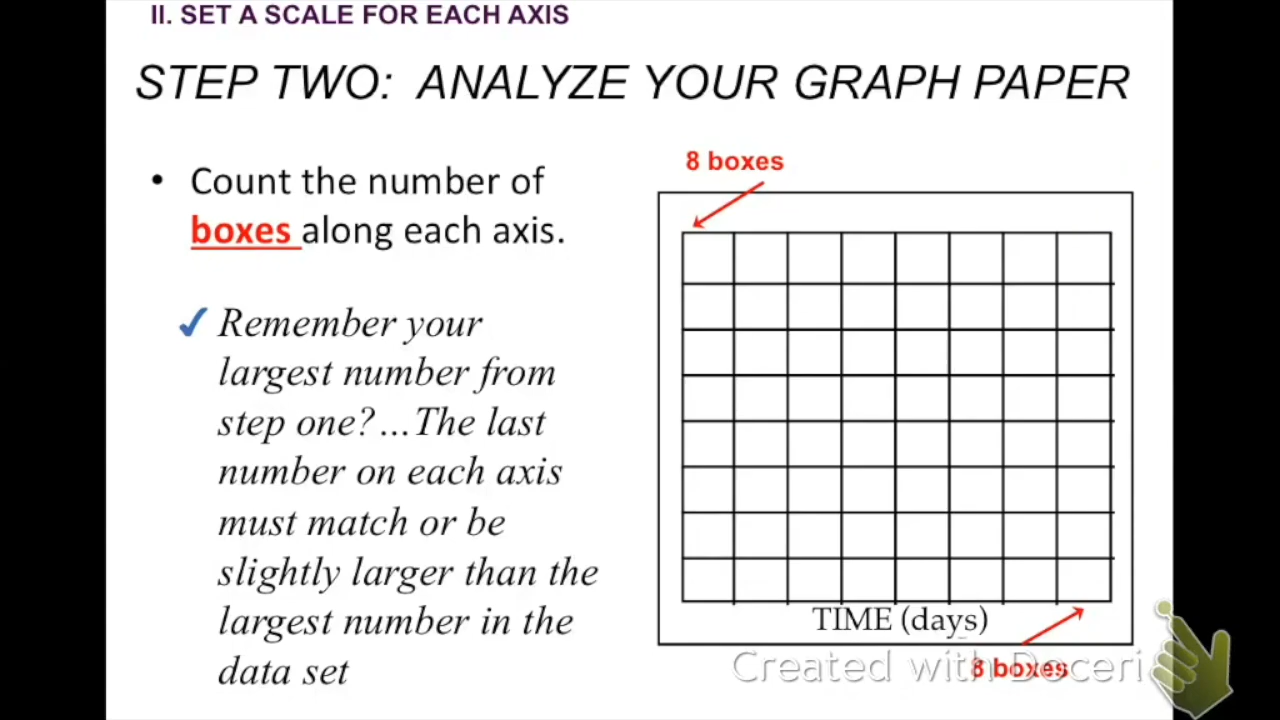 II. SET A SCALE FOR EACH AXIS
STEP TWO: ANALYZE YOUR GRAPH PAPER
• Count the number of
boxes along each axis.
✓ Remember your
largest number from
step one?...The last
number on each axis
must match or be
slightly larger than the
largest number in the
data set
8 boxes
TIME (days)
8 boxes
Created with Doceri